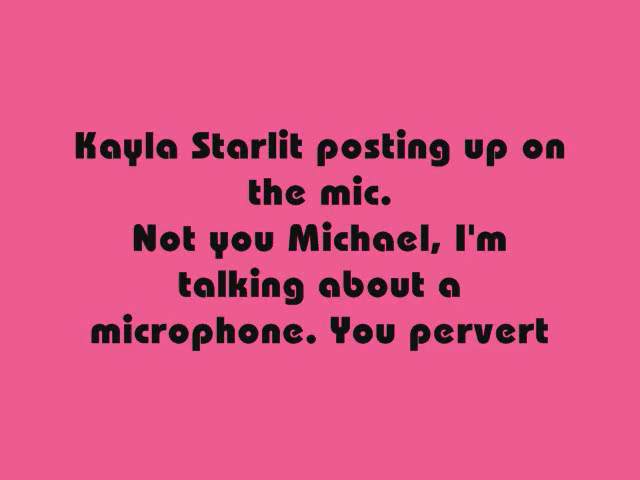 Kayla Starlit posting up on
the mic.
Not you Michael, I'm
talking about a
microphone. You pervert